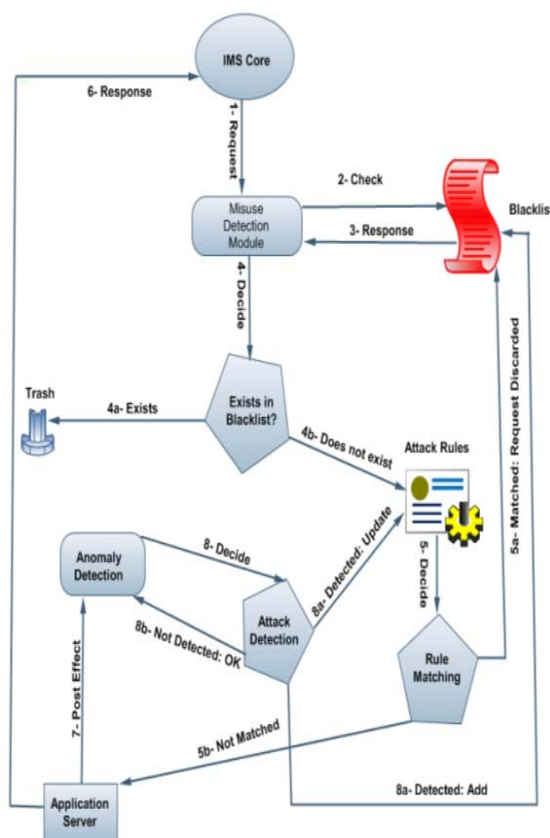 IMS Core
6- Response
1- Request
2- Check
Misuse
Detection
Module
Blacklist
3- Response
4- Decide
5a- Matched: Request Discarded
Trash
4a- Exists
Exists in
Blacklist?
4b- Does not exist
Attack Rules
8- Decide
8a- Detected: Update
5- Decide
Anomaly
Detection
Attack
Detection
8b- Not Detected: OK
Rule
Matching
7- Post Effect
5b- Not Matched
8a- Detected: Add
Application
Server